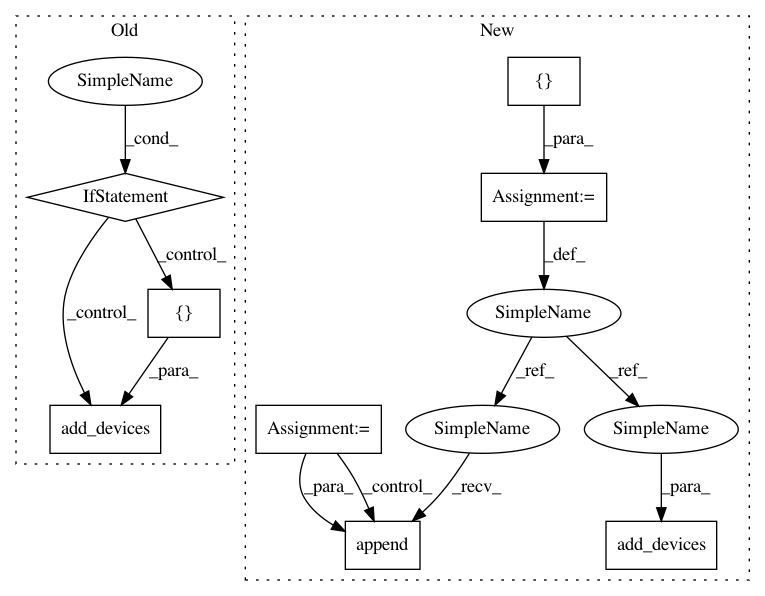 Old
New
SimpleName
{}
_cond_
_para_
IfStatement
Assignment:=
_control_
_def_
{}
SimpleName
_control_
_para_
_ref_
_ref_
add_devices
Assignment:=
SimpleName
SimpleName
_para_
_control_
_recv_
_para_
append
add_devices